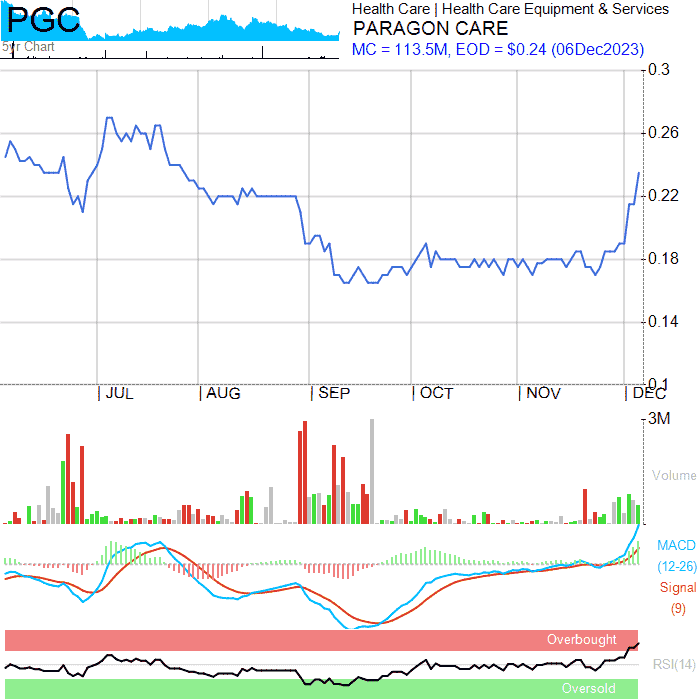 PGC
Health Care | Health Care Equipment & Services
PARAGON CARE
5yr Chart
MC = 113.5M, EOD = $0.24 (06Dec2023)
0.3
0.26
0.22
0.18
0.14
0.1
| JUL | AUG | SEP | OCT | NOV | DEC
3M
Volume
MACD
(12-26)
Signal
(9)
Overbought
RSI(14)
Oversold